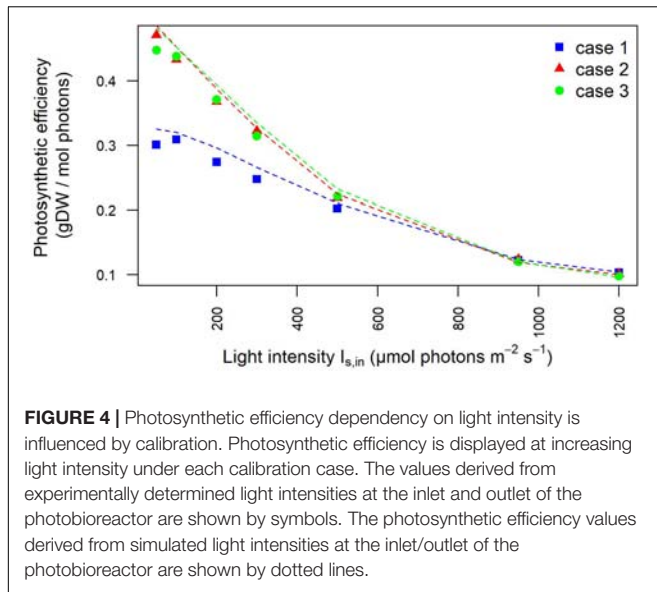 Photosynthetic efficiency
(gDW / mol photons)
0.4
0.3
0.2
0.1
case 1
case 2
case 3
200
400
600
800
1000
1200
Light intensity I_s,in (μmol photons m⁻² s⁻¹)
FIGURE 4 | Photosynthetic efficiency dependency on light intensity is
influenced by calibration. Photosynthetic efficiency is displayed at increasing
light intensity under each calibration case. The values derived from
experimentally determined light intensities at the inlet and outlet of the
photobioreactor are shown by symbols. The photosynthetic efficiency values
derived from simulated light intensities at the inlet/outlet of the
photobioreactor are shown by dotted lines.